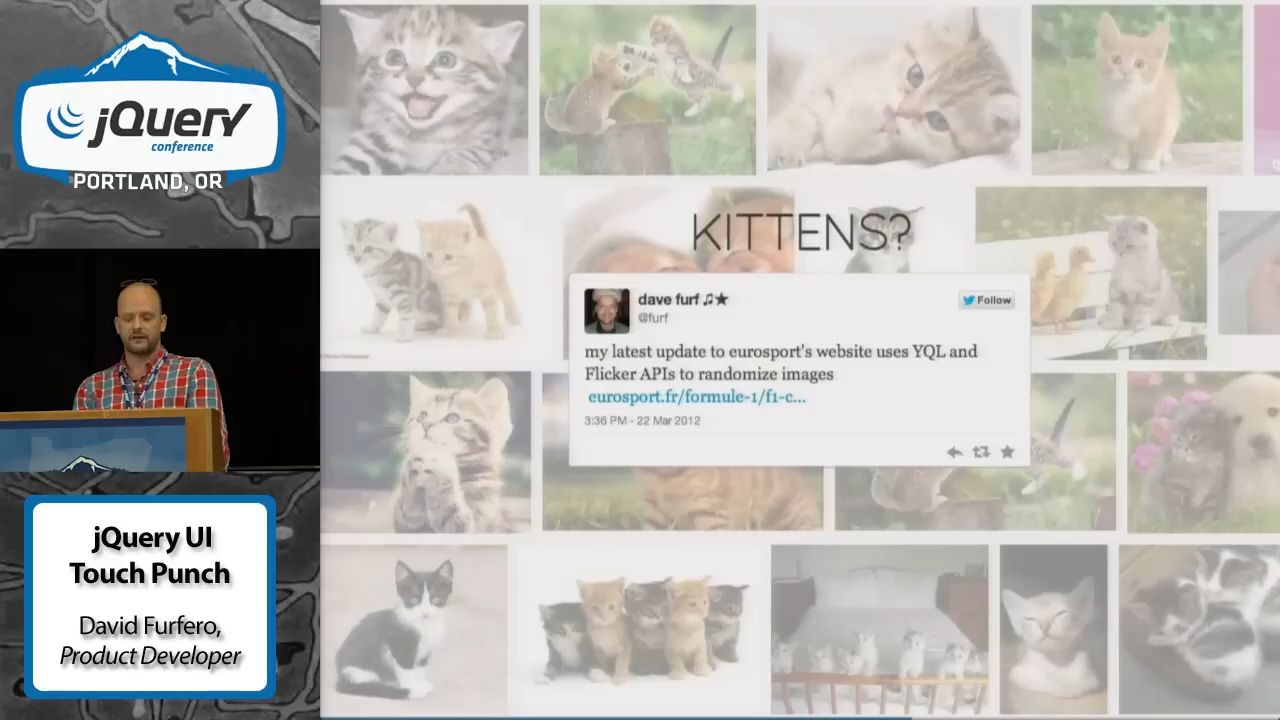 jQuery
conference
PORTLAND, OR
KITTENS?
dave furf ♫★
@furf
Follow
my latest update to eurosport's website uses YQL and
Flicker APIs to randomize images
eurosport.fr/formule-1/f1-c...
3:36 PM - 22 Mar 2012
jQuery UI
Touch Punch
David Furfero,
Product Developer